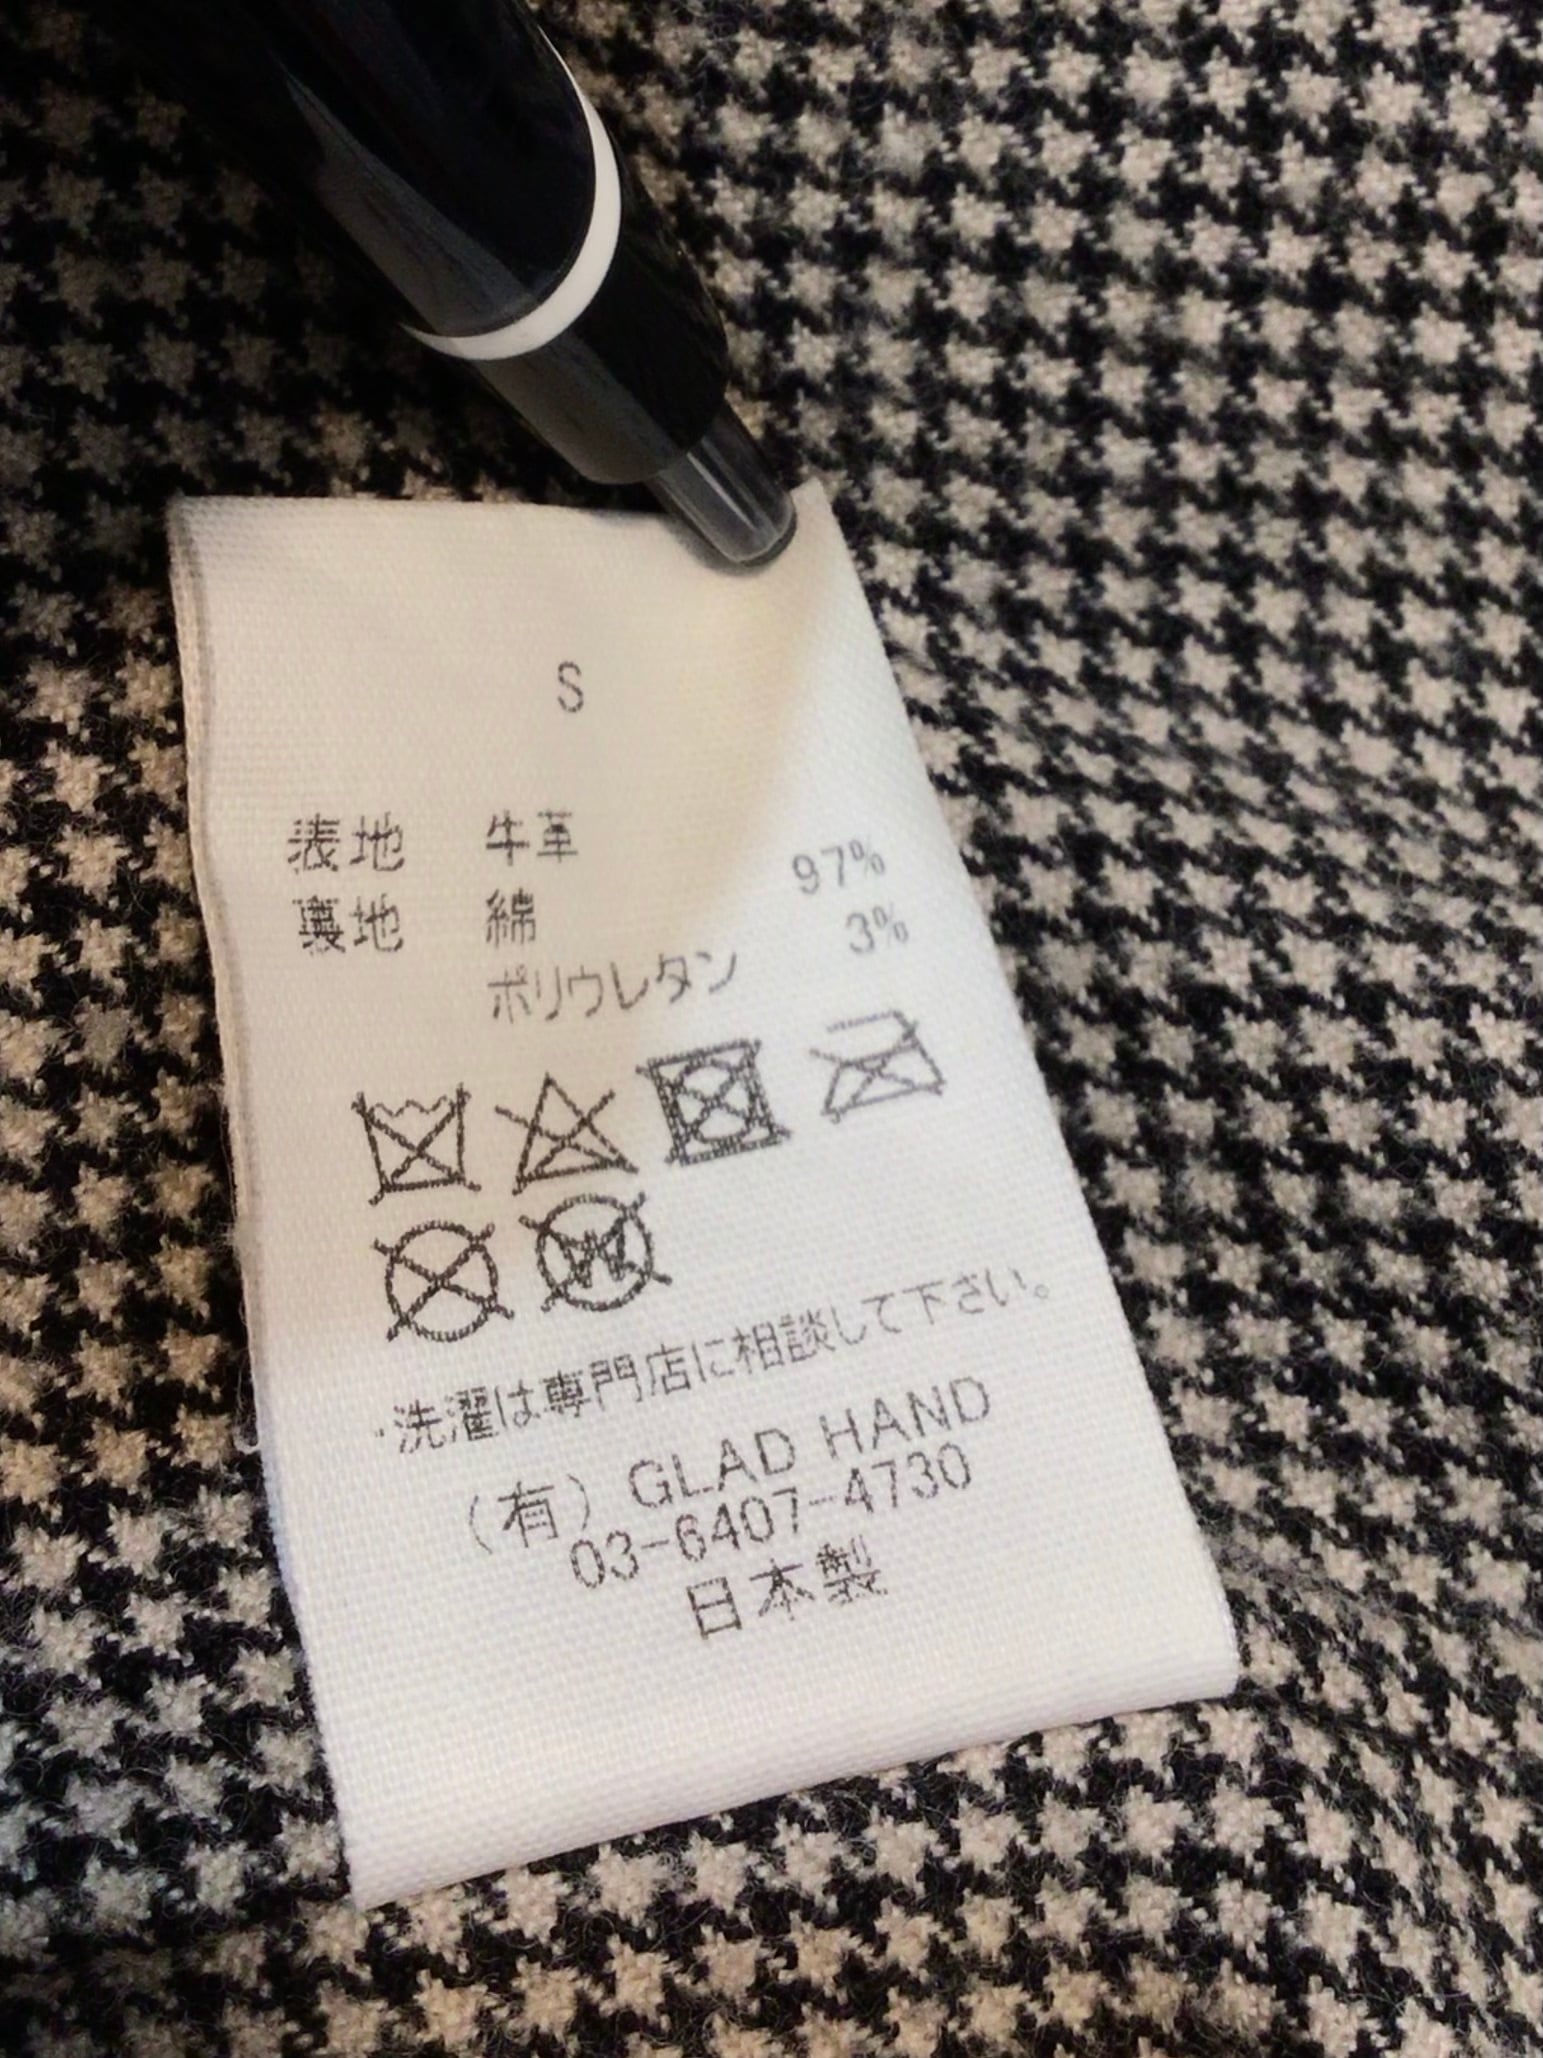 S
表地 牛革
裏地 綿 97%
ポリウレタン 3%
W
・洗濯は専門店に相談して下さい。
(有) GLAD HAND
03-6407-4730
日本製